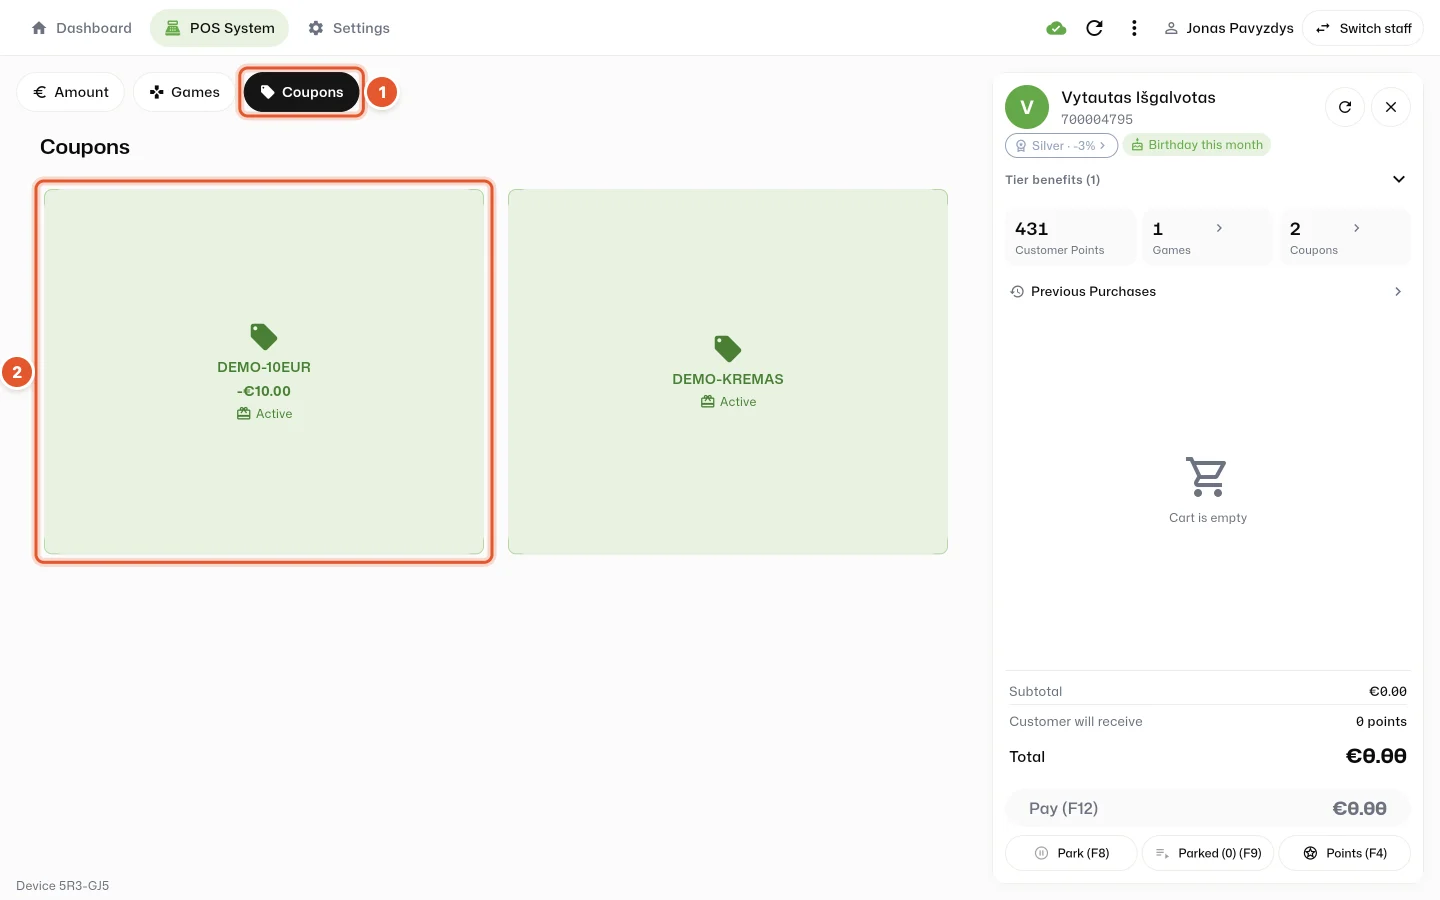 Dashboard
POS System
Settings
Jonas Pavyzdys
Switch staff
Amount
Games
Coupons
1
Coupons
2
DEMO-10EUR
-€10.00
Active
DEMO-KREMAS
Active
V
Vytautas Išgalvotas
700004795
Silver · -3%
Birthday this month
Tier benefits (1)
431
Customer Points
1
Games
2
Coupons
Previous Purchases
Cart is empty
Subtotal €0.00
Customer will receive 0 points
Total €0.00
Pay (F12) €0.00
Park (F8)
Parked (0) (F9)
Points (F4)
Device 5R3-GJ5